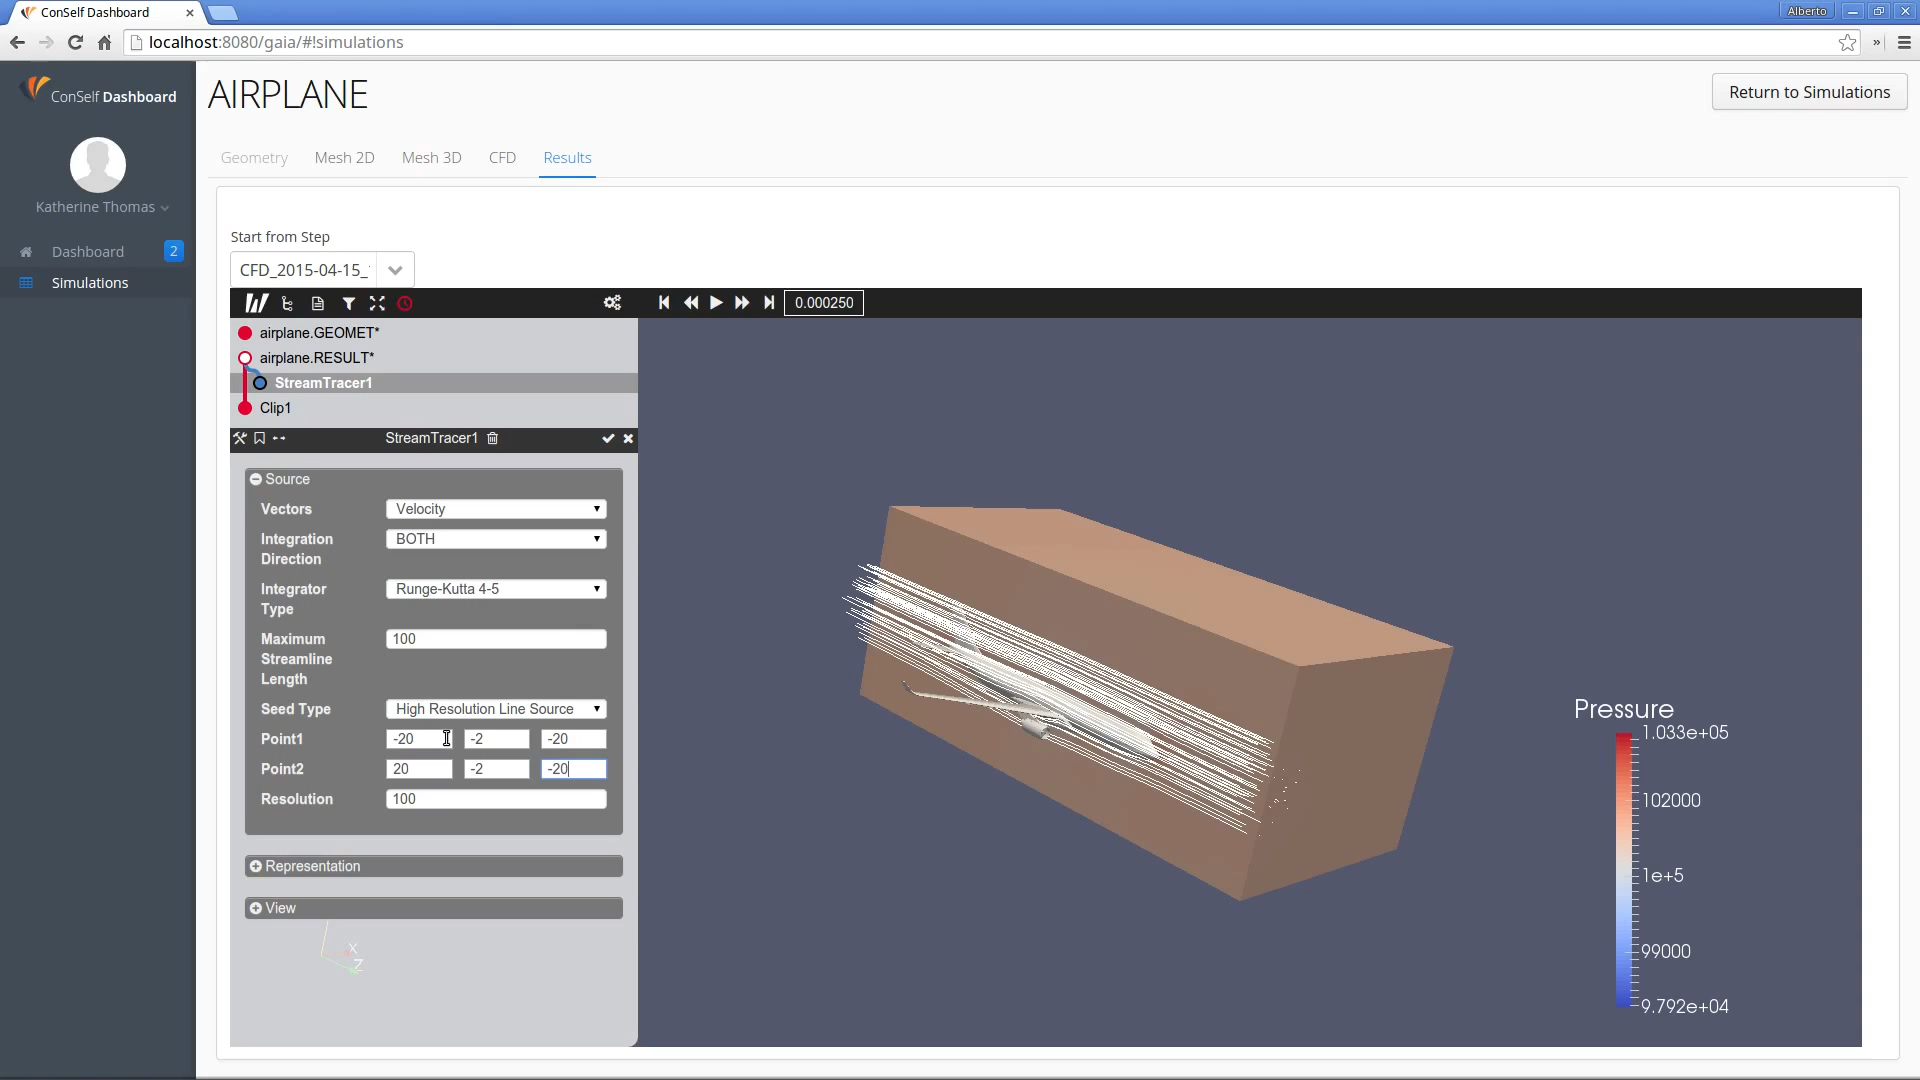 ConSelf Dashboard
Alberto
localhost:8080/gaia/#!simulations
»
ConSelf Dashboard
Katherine Thomas
Dashboard 2
Simulations
AIRPLANE
Return to Simulations
Geometry Mesh 2D Mesh 3D CFD Results
Start from Step
CFD_2015-04-15_
0.000250
airplane.GEOMET*
airplane.RESULT*
StreamTracer1
Clip1
StreamTracer1
Source
Vectors Velocity
Integration BOTH
Direction
Integrator Runge-Kutta 4-5
Type
Maximum 100
Streamline
Length
Seed Type High Resolution Line Source
Point1 -20 -2 -20
Point2 20 -2 -20
Resolution 100
Representation
View
X
Z
Pressure
1.033e+05
102000
1e+5
99000
9.792e+04